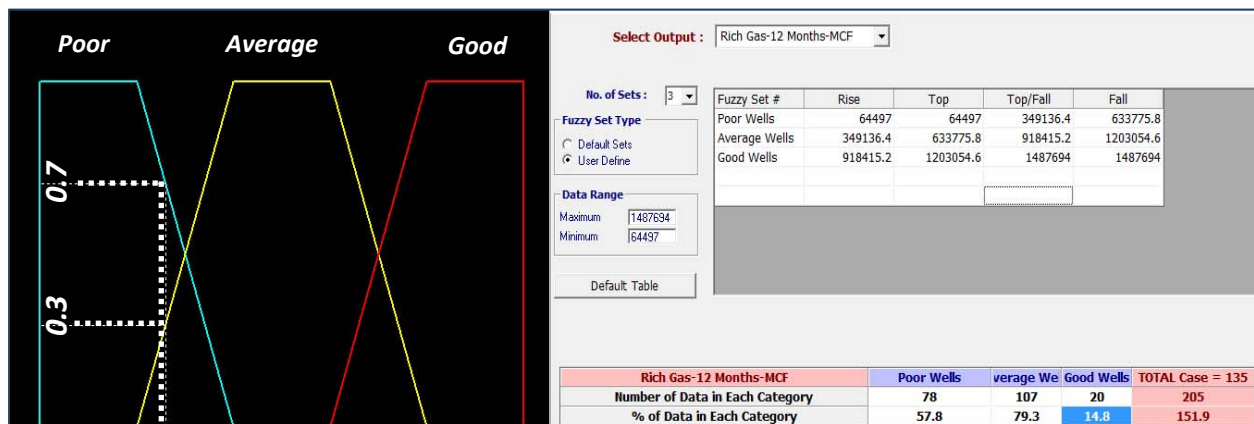 Poor Average Good
0.7
0.3
Select Output : Rich Gas-12 Months-MCF
No. of Sets : 3
Fuzzy Set Type
Default Sets
User Define
Data Range
Maximum 1487694
Minimum 64497
Default Table
Fuzzy Set # Rise Top Top/Fall Fall
Poor Wells 64497 64497 349136.4 633775.8
Average Wells 349136.4 633775.8 918415.2 1203054.6
Good Wells 918415.2 1203054.6 1487694 1487694
Rich Gas-12 Months-MCF Poor Wells verage We Good Wells TOTAL Case = 135
Number of Data in Each Category 78 107 20 205
% of Data in Each Category 57.8 79.3 14.8 151.9